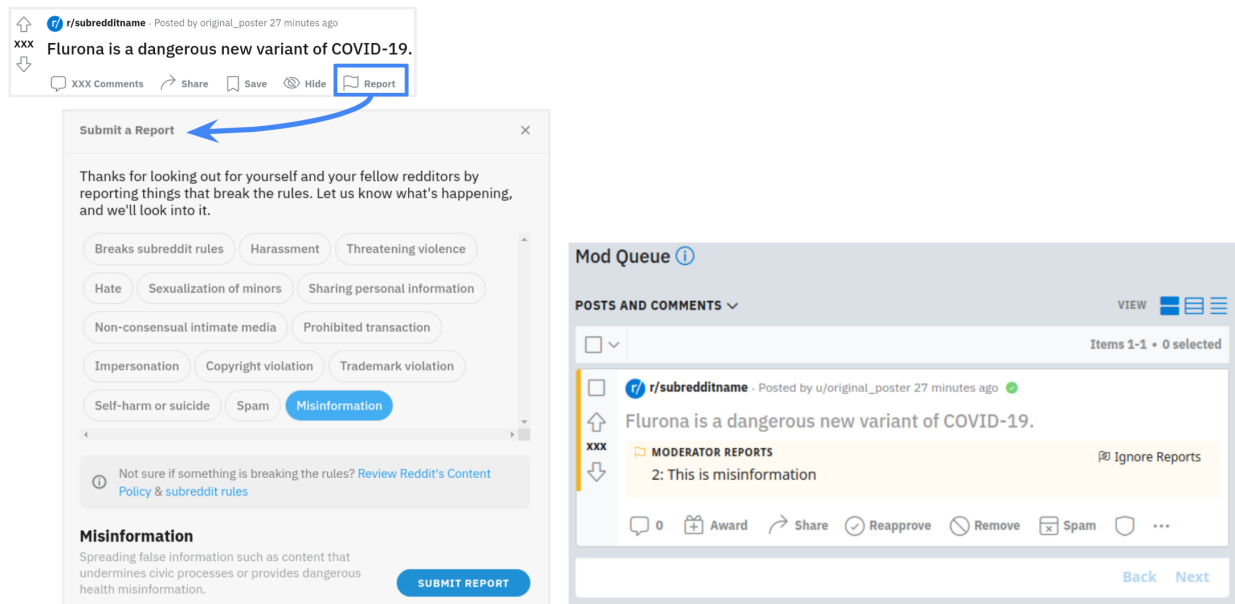 r/ r/subredditname · Posted by original_poster 27 minutes ago
xxx
Flurona is a dangerous new variant of COVID-19.
XXX Comments Share Save Hide Report
Submit a Report ×
Thanks for looking out for yourself and your fellow redditors by
reporting things that break the rules. Let us know what's happening,
and we'll look into it.
Breaks subreddit rules Harassment Threatening violence
Hate Sexualization of minors Sharing personal information
Non-consensual intimate media Prohibited transaction
Impersonation Copyright violation Trademark violation
Self-harm or suicide Spam Misinformation
Not sure if something is breaking the rules? Review Reddit's Content
Policy & subreddit rules
Misinformation
Spreading false information such as content that
undermines civic processes or provides dangerous
health misinformation.
SUBMIT REPORT
Mod Queue
POSTS AND COMMENTS VIEW
Items 1-1 • 0 selected
r/ r/subredditname · Posted by u/original_poster 27 minutes ago
Flurona is a dangerous new variant of COVID-19.
xxx
MODERATOR REPORTS
2: This is misinformation
Ignore Reports
0 Award Share Reapprove Remove Spam ···
Back Next